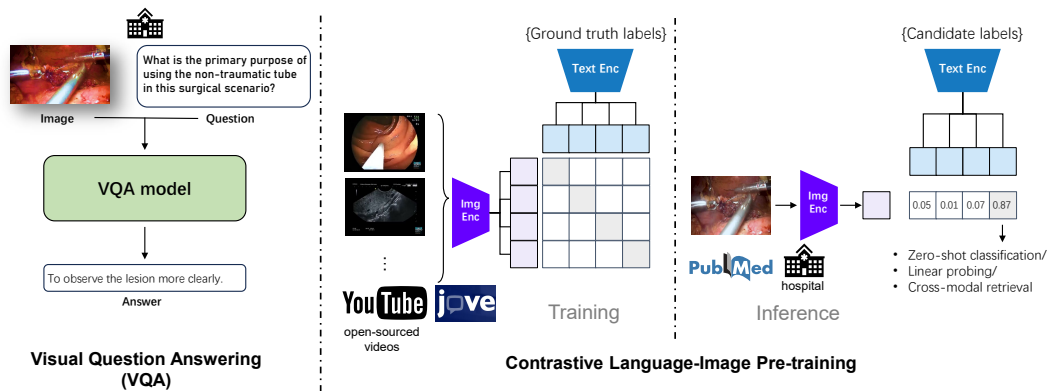 What is the primary purpose of
using the non-traumatic tube
in this surgical scenario?
Image
Question
VQA model
To observe the lesion more clearly.
Answer
Visual Question Answering
(VQA)
{Ground truth labels}
Text Enc
Img
Enc
YouTube
jove
open-sourced
videos
Training
{Candidate labels}
Text Enc
Img
Enc
0.05 0.01 0.07 0.87
PubMed
hospital
• Zero-shot classification/
• Linear probing/
• Cross-modal retrieval
Inference
Contrastive Language-Image Pre-training